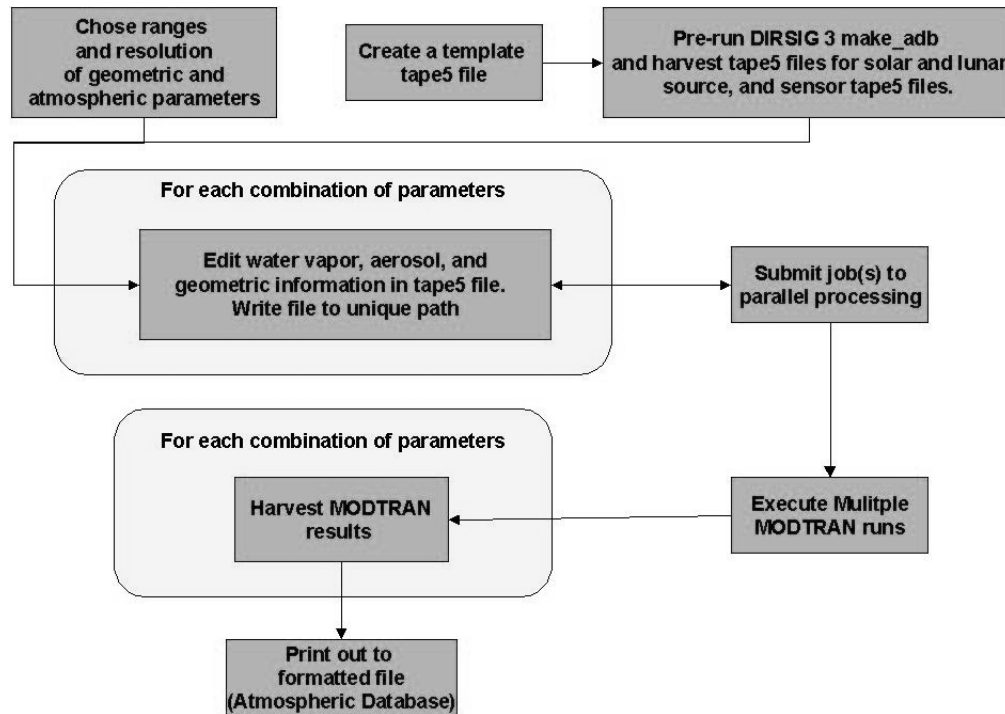 Chose ranges
and resolution
of geometric and
atmospheric parameters
Create a template
tape5 file
Pre-run DIRSIG 3 make_adb
and harvest tape5 files for solar and lunar
source, and sensor tape5 files.
For each combination of parameters
Edit water vapor, aerosol, and
geometric information in tape5 file.
Write file to unique path
Submit job(s) to
parallel processing
For each combination of parameters
Harvest MODTRAN
results
Execute Mulitple
MODTRAN runs
Print out to
formatted file
(Atmospheric Database)